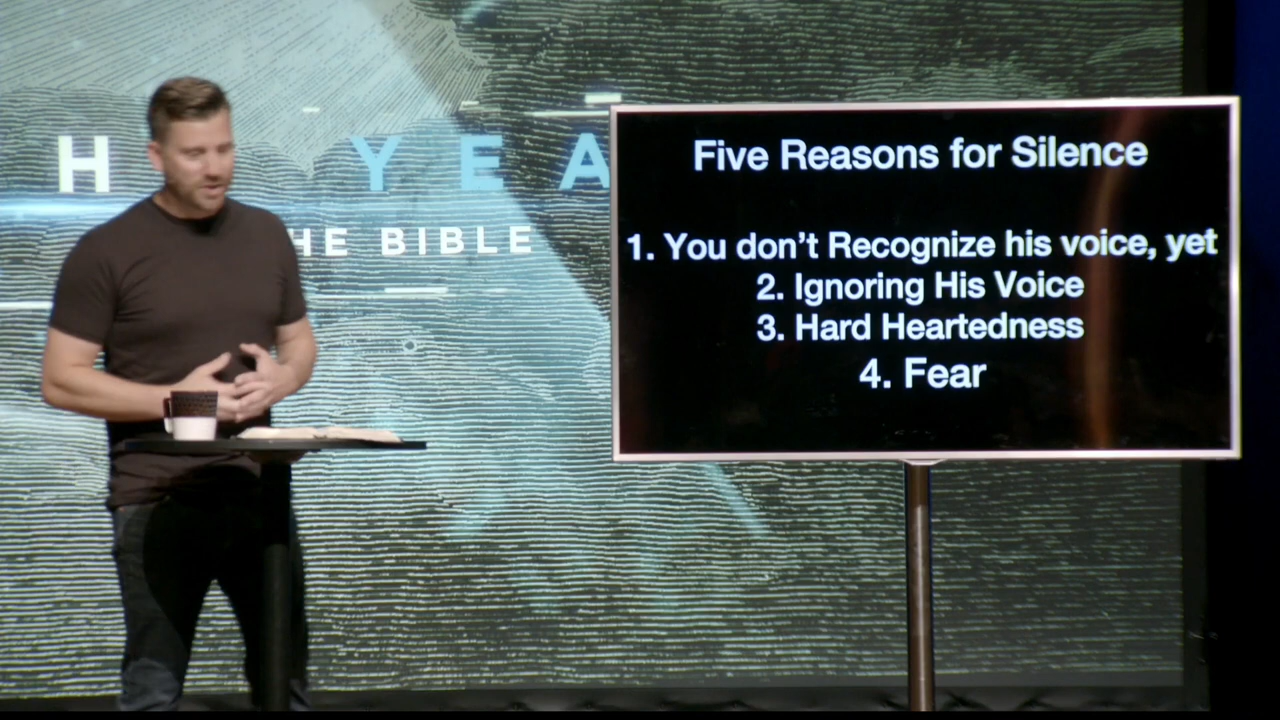 H YEA
HE BIBLE
Five Reasons for Silence
1. You don't Recognize his voice, yet
2. Ignoring His Voice
3. Hard Heartedness
4. Fear